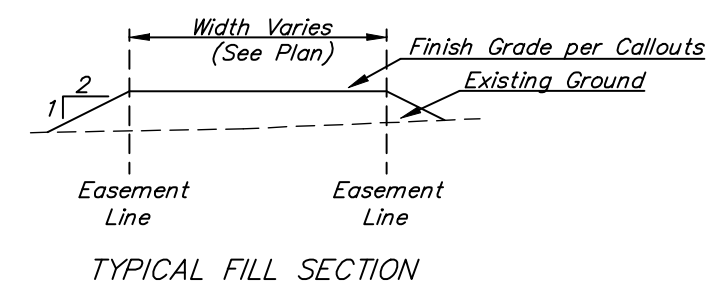 Width Varies
(See Plan)
Finish Grade per Callouts
Existing Ground
2
1
Easement
Line
Easement
Line
TYPICAL FILL SECTION